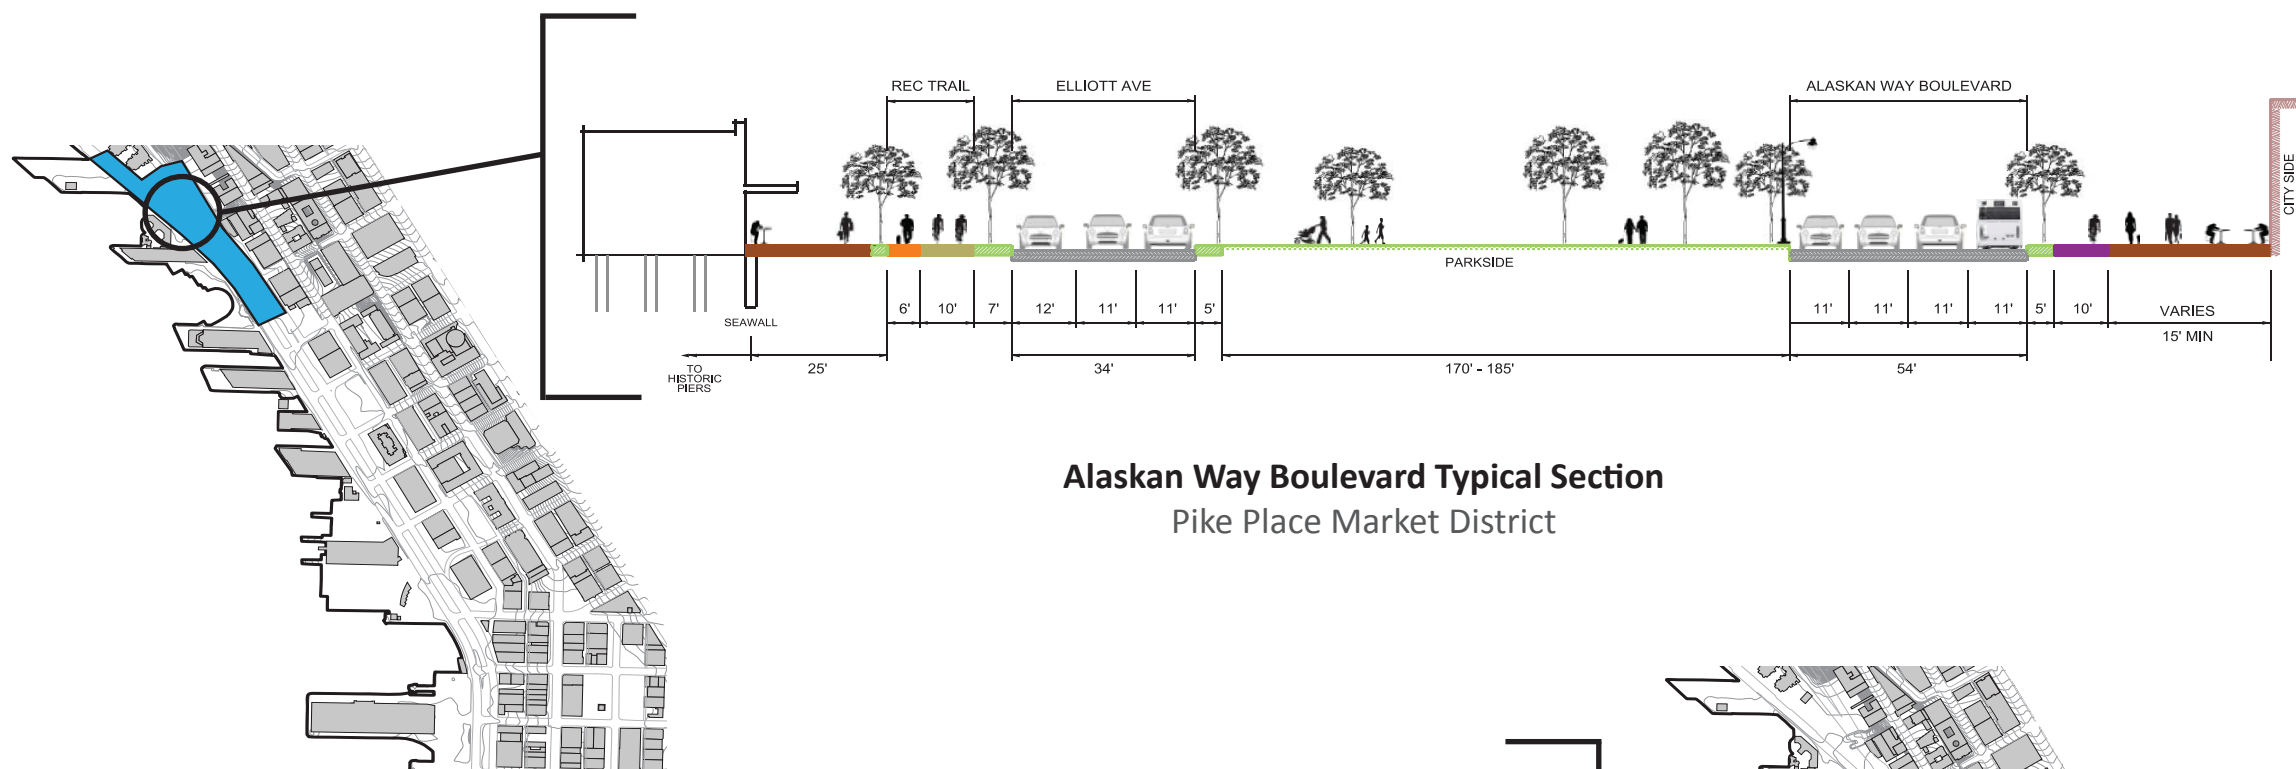 REC TRAIL
ELLIOTT AVE
ALASKAN WAY BOULEVARD
CITY SIDE
PARKSIDE
6' 10' 7' 12' 11' 11' 5' 11' 11' 11' 11' 5' 10' VARIES
SEAWALL
15' MIN
TO
HISTORIC
PIERS
25' 34' 170' - 185' 54'
Alaskan Way Boulevard Typical Section
Pike Place Market District